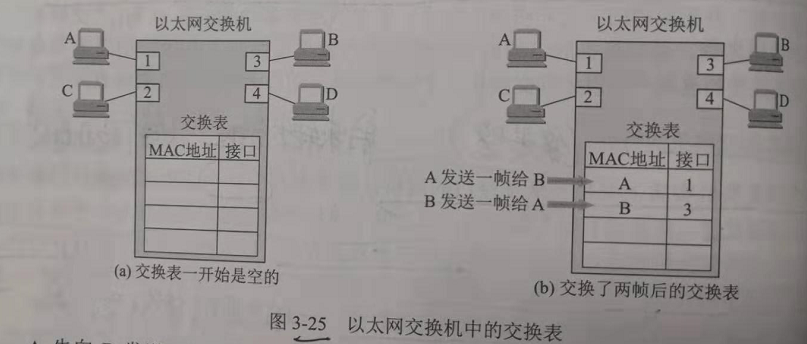 以太网交换机
A
B
1
3
C
2
4
D
交换表
MAC地址 接口
(a) 交换表一开始是空的
以太网交换机
A
B
1
3
C
2
4
D
交换表
MAC地址 接口
A 发送一帧给 B
A 1
B 发送一帧给 A
B 3
(b) 交换了两帧后的交换表
图 3-25 以太网交换机中的交换表